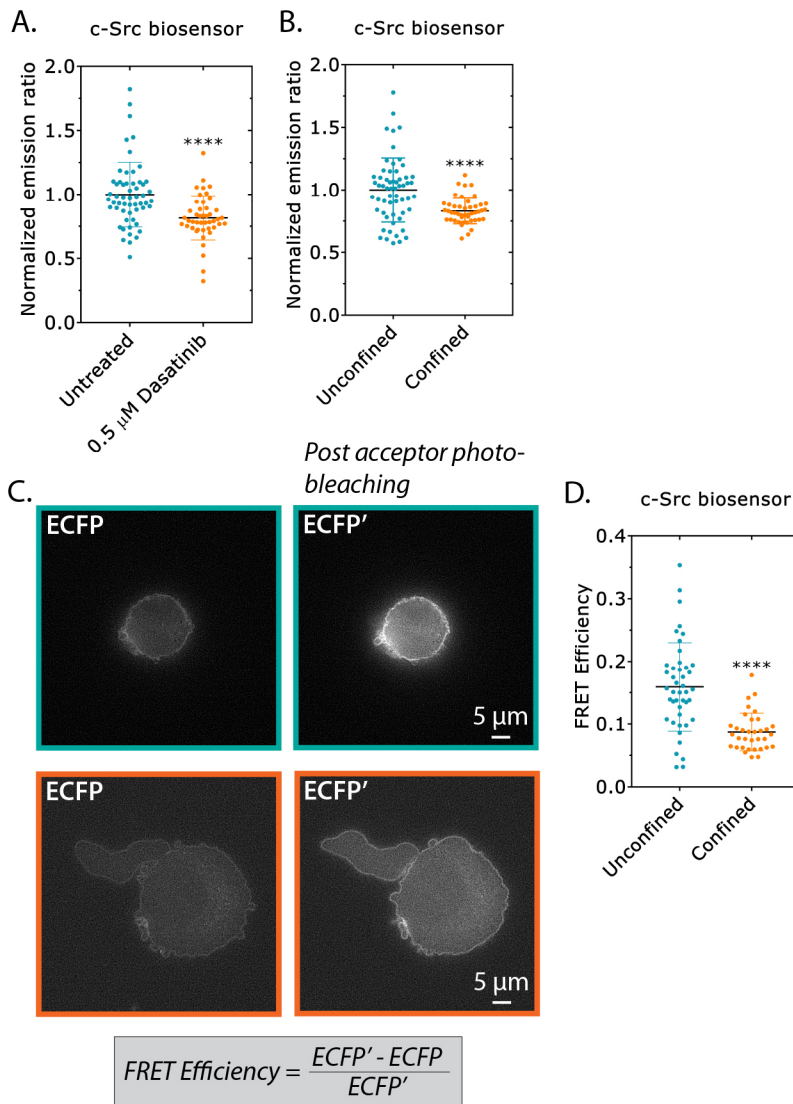 A.
c-Src biosensor
Normalized emission ratio
2.0
1.5
1.0
0.5
0.0
****
Untreated
0.5 µM Dasatinib
B.
c-Src biosensor
Normalized emission ratio
2.0
1.5
1.0
0.5
0.0
****
Unconfined
Confined
C.
Post acceptor photo-
bleaching
ECFP
ECFP’
5 µm
ECFP
ECFP’
5 µm
FRET Efficiency = ECFP’ - ECFP
ECFP’
D.
c-Src biosensor
FRET Efficiency
0.4
0.3
0.2
0.1
0.0
****
Unconfined
Confined